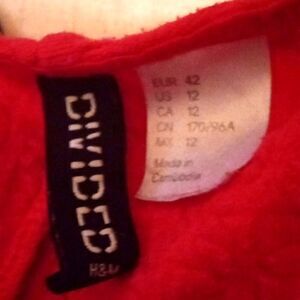 DIVIDED
H&M
EUR 42
US 12
CA 12
CN 170/96A
MX 12
Made in
Cambodia